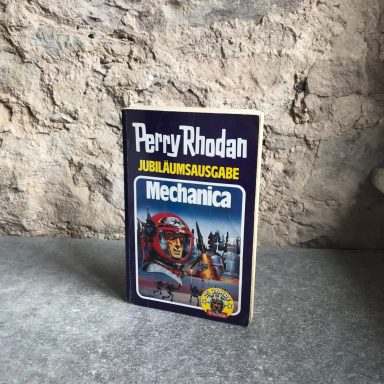 Perry Rhodan
JUBILÄUMSAUSGABE
Mechanica